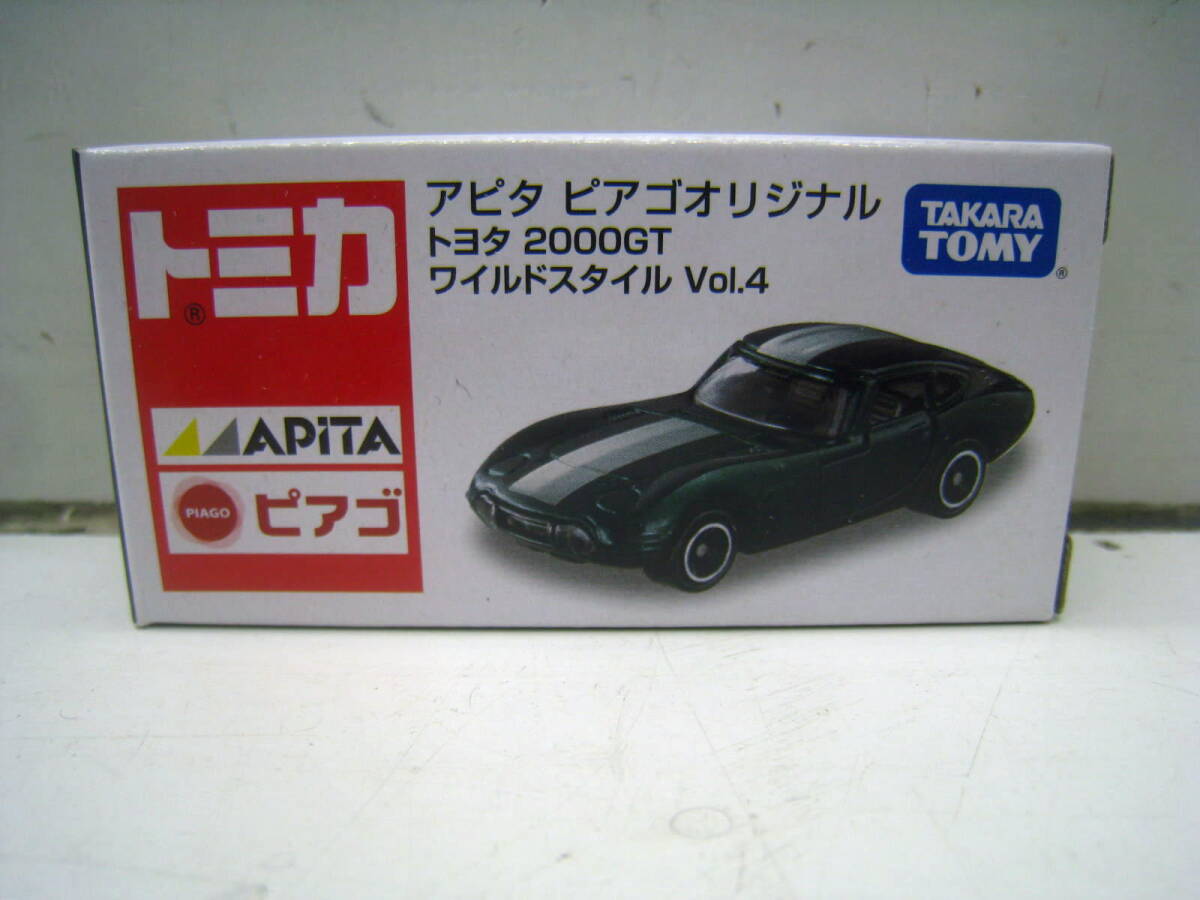 トミカ
®
APiTA
PIAGO
ピアゴ
アピタ ピアゴオリジナル
トヨタ 2000GT
ワイルドスタイル Vol.4
TAKARA
TOMY
®